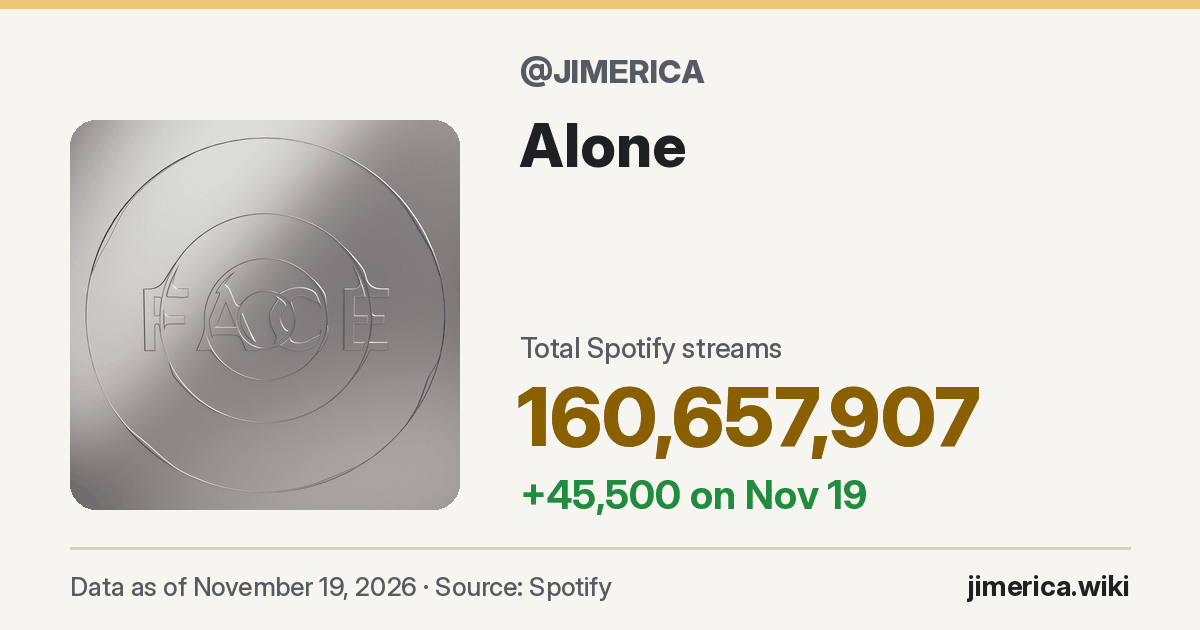 @JIMERICA
Alone
FACE
Total Spotify streams
160,657,907
+45,500 on Nov 19
Data as of November 19, 2026 · Source: Spotify
jimerica.wiki